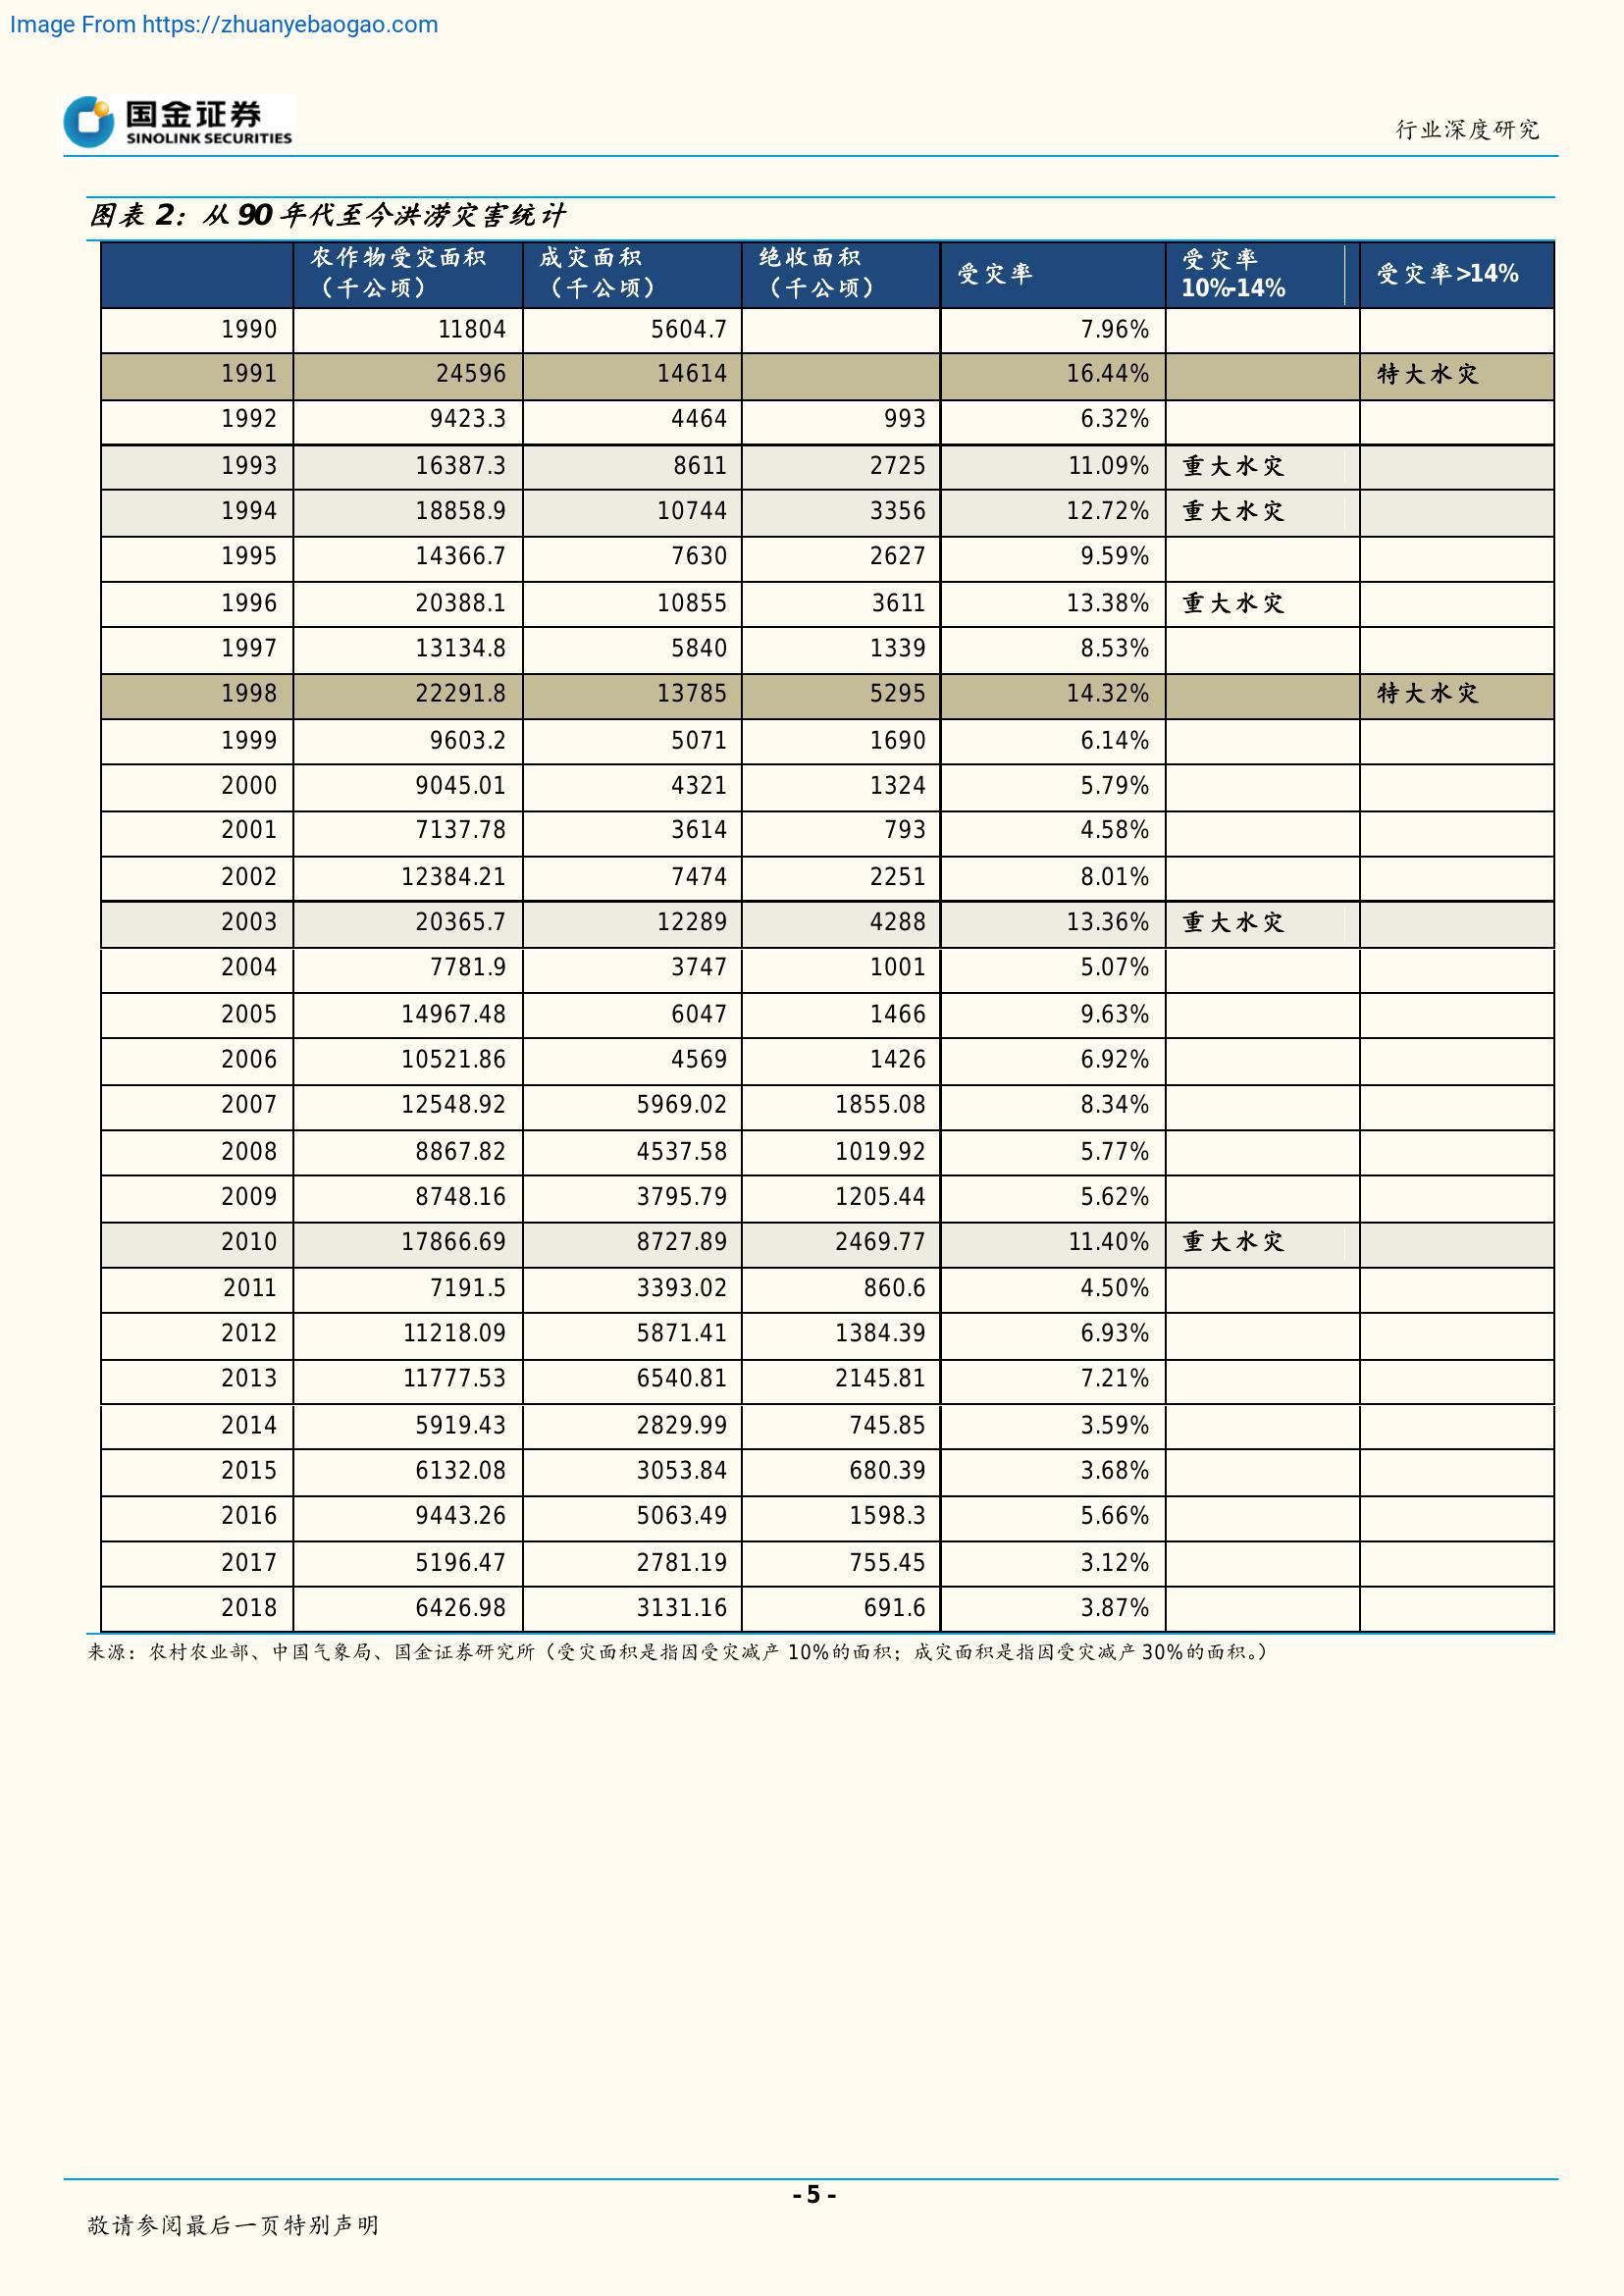 Image From https://zhuanyebaogao.com
国金证券
SINOLINK SECURITIES
行业深度研究
图表 2：从 90 年代至今洪涝灾害统计
农作物受灾面积（千公顷） 成灾面积（千公顷） 绝收面积（千公顷） 受灾率 受灾率 10%-14% 受灾率>14%
1990 11804 5604.7 7.96%
1991 24596 14614 16.44% 特大水灾
1992 9423.3 4464 993 6.32%
1993 16387.3 8611 2725 11.09% 重大水灾
1994 18858.9 10744 3356 12.72% 重大水灾
1995 14366.7 7630 2627 9.59%
1996 20388.1 10855 3611 13.38% 重大水灾
1997 13134.8 5840 1339 8.53%
1998 22291.8 13785 5295 14.32% 特大水灾
1999 9603.2 5071 1690 6.14%
2000 9045.01 4321 1324 5.79%
2001 7137.78 3614 793 4.58%
2002 12384.21 7474 2251 8.01%
2003 20365.7 12289 4288 13.36% 重大水灾
2004 7781.9 3747 1001 5.07%
2005 14967.48 6047 1466 9.63%
2006 10521.86 4569 1426 6.92%
2007 12548.92 5969.02 1855.08 8.34%
2008 8867.82 4537.58 1019.92 5.77%
2009 8748.16 3795.79 1205.44 5.62%
2010 17866.69 8727.89 2469.77 11.40% 重大水灾
2011 7191.5 3393.02 860.6 4.50%
2012 11218.09 5871.41 1384.39 6.93%
2013 11777.53 6540.81 2145.81 7.21%
2014 5919.43 2829.99 745.85 3.59%
2015 6132.08 3053.84 680.39 3.68%
2016 9443.26 5063.49 1598.3 5.66%
2017 5196.47 2781.19 755.45 3.12%
2018 6426.98 3131.16 691.6 3.87%
来源：农村农业部、中国气象局、国金证券研究所（受灾面积是指因受灾减产 10%的面积；成灾面积是指因受灾减产 30%的面积。）
- 5 -
敬请参阅最后一页特别声明